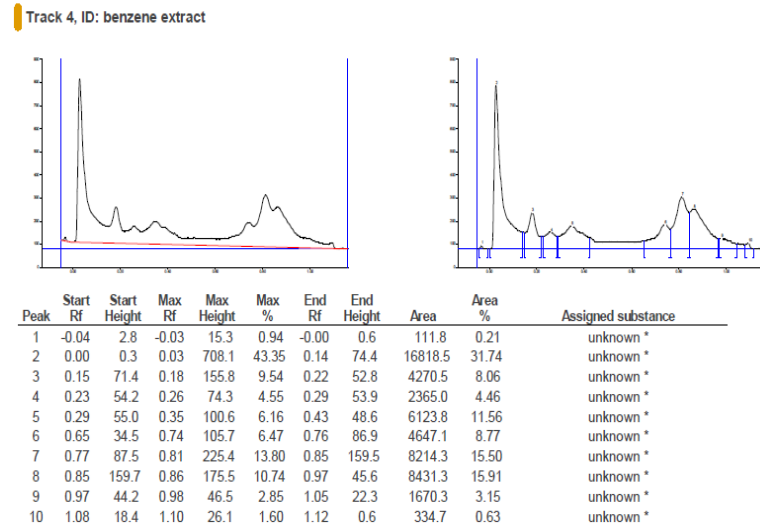 Track 4, ID: benzene extract
Peak Start Rf Start Height Max Rf Max Height Max % End Rf End Height Area Area % Assigned substance
1 -0.04 2.8 -0.03 15.3 0.94 -0.00 0.6 111.8 0.21 unknown *
2 0.00 0.3 0.03 708.1 43.35 0.14 74.4 16818.5 31.74 unknown *
3 0.15 71.4 0.18 155.8 9.54 0.22 52.8 4270.5 8.06 unknown *
4 0.23 54.2 0.26 74.3 4.55 0.29 53.9 2365.0 4.46 unknown *
5 0.29 55.0 0.35 100.6 6.16 0.43 48.6 6123.8 11.56 unknown *
6 0.65 34.5 0.74 105.7 6.47 0.76 86.9 4647.1 8.77 unknown *
7 0.77 87.5 0.81 225.4 13.80 0.85 159.5 8214.3 15.50 unknown *
8 0.85 159.7 0.86 175.5 10.74 0.97 45.6 8431.3 15.91 unknown *
9 0.97 44.2 0.98 46.5 2.85 1.05 22.3 1670.3 3.15 unknown *
10 1.08 18.4 1.10 26.1 1.60 1.12 0.6 334.7 0.63 unknown *